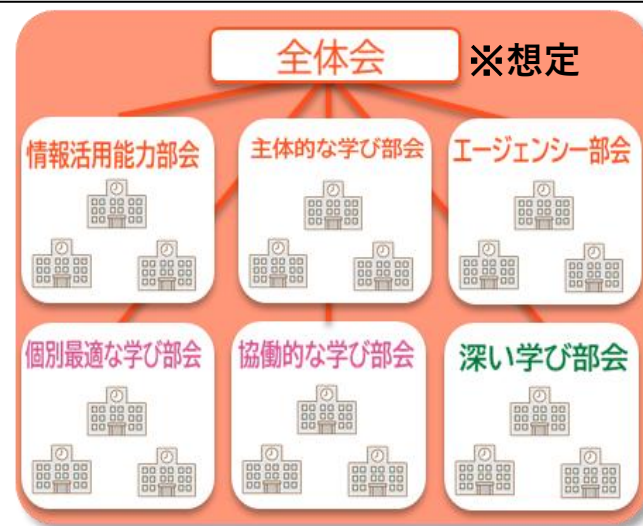 全体会
※想定
情報活用能力部会
主体的な学び部会
エージェンシー部会
個別最適な学び部会
協働的な学び部会
深い学び部会